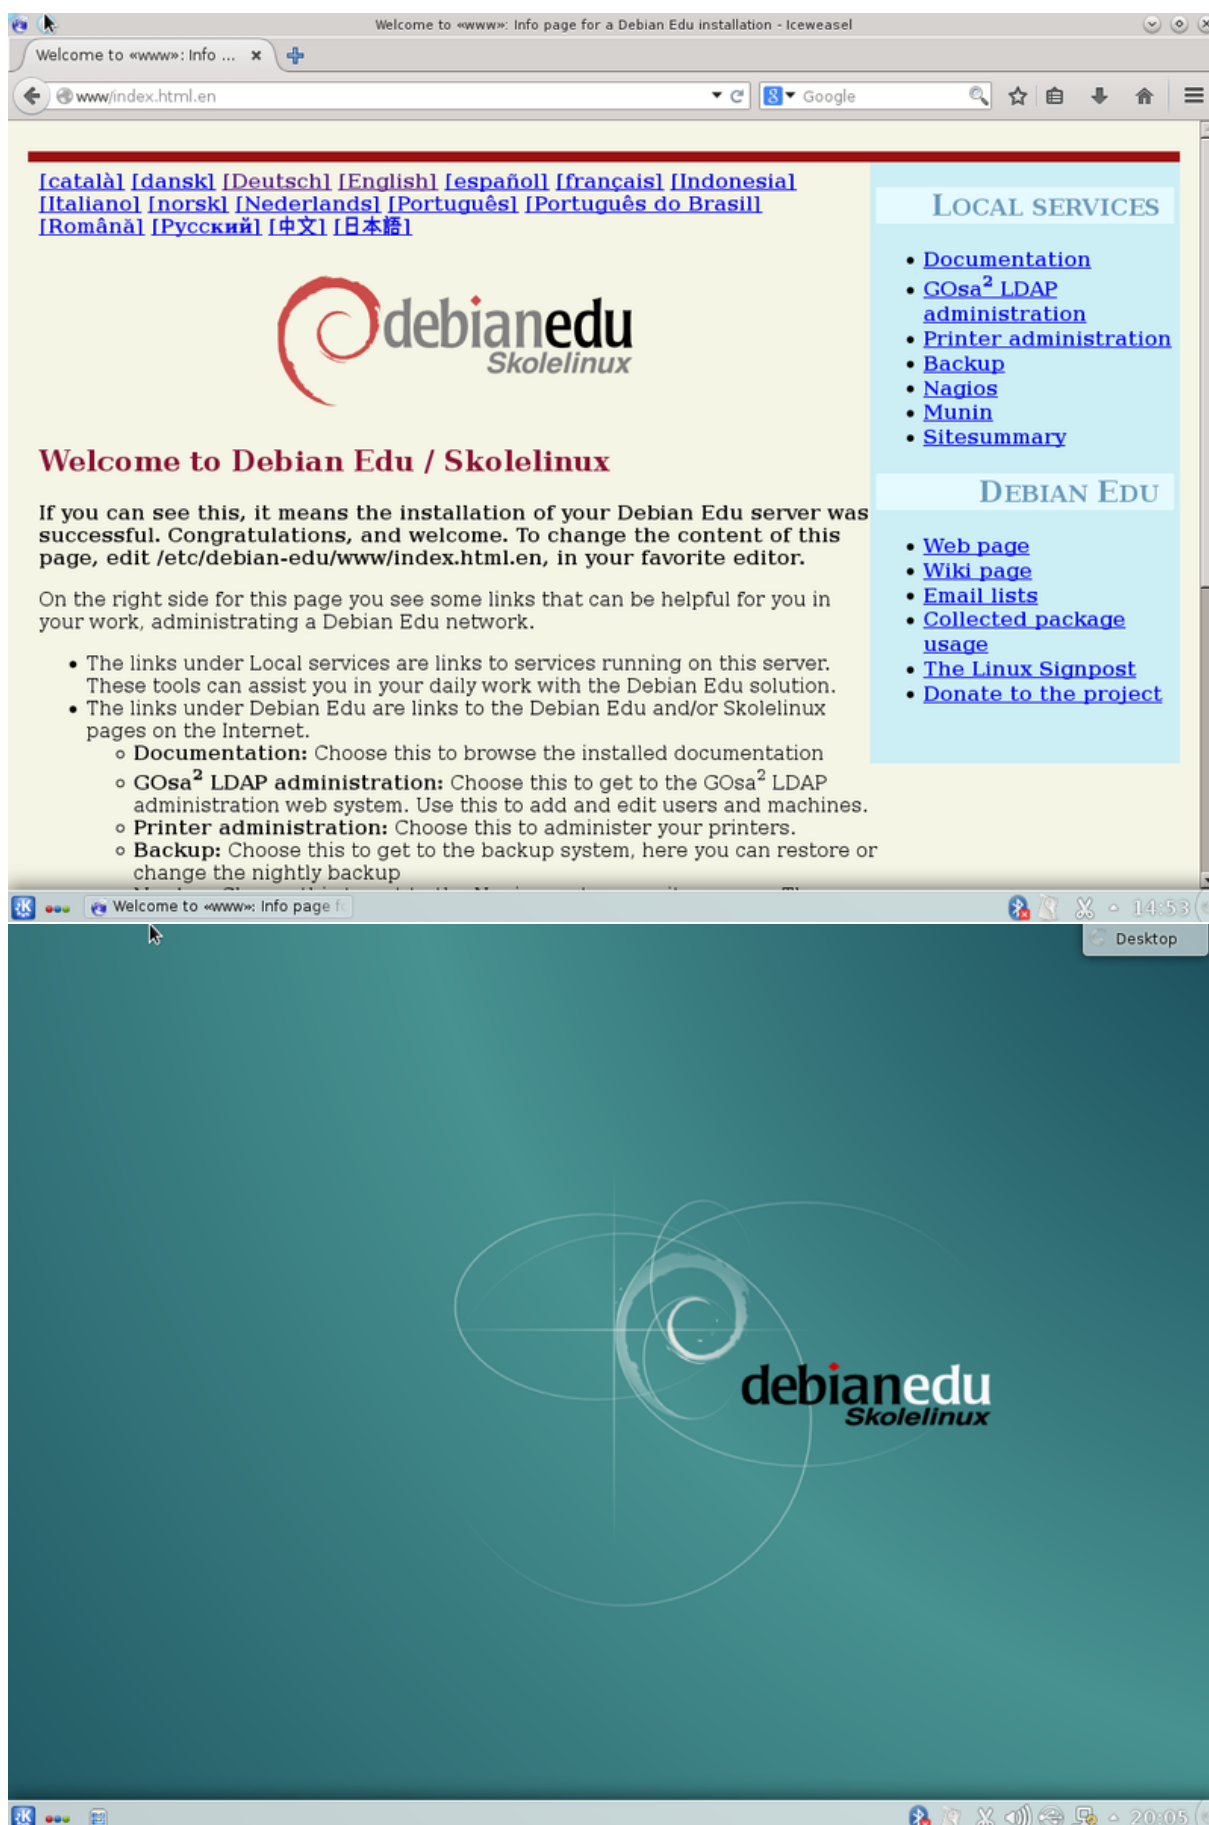 Welcome to «www»: Info page for a Debian Edu installation - Iceweasel
Welcome to «www»: Info ...
www/index.html.en
Google
[català] [dansk] [Deutsch] [English] [español] [français] [Indonesia]
[Italiano] [norsk] [Nederlands] [Português] [Português do Brasil]
[Română] [Русский] [中文] [日本語]
debianedu
Skolelinux
Welcome to Debian Edu / Skolelinux
If you can see this, it means the installation of your Debian Edu server was
successful. Congratulations, and welcome. To change the content of this
page, edit /etc/debian-edu/www/index.html.en, in your favorite editor.
On the right side for this page you see some links that can be helpful for you in
your work, administrating a Debian Edu network.
• The links under Local services are links to services running on this server.
These tools can assist you in your daily work with the Debian Edu solution.
• The links under Debian Edu are links to the Debian Edu and/or Skolelinux
pages on the Internet.
◦ Documentation: Choose this to browse the installed documentation
◦ GOsa² LDAP administration: Choose this to get to the GOsa² LDAP
administration web system. Use this to add and edit users and machines.
◦ Printer administration: Choose this to administer your printers.
◦ Backup: Choose this to get to the backup system, here you can restore or
change the nightly backup
LOCAL SERVICES
• Documentation
• GOsa² LDAP
administration
• Printer administration
• Backup
• Nagios
• Munin
• Sitesummary
DEBIAN EDU
• Web page
• Wiki page
• Email lists
• Collected package
usage
• The Linux Signpost
• Donate to the project
Welcome to «www»: Info page fo
14:53
Desktop
debianedu
Skolelinux
20:05